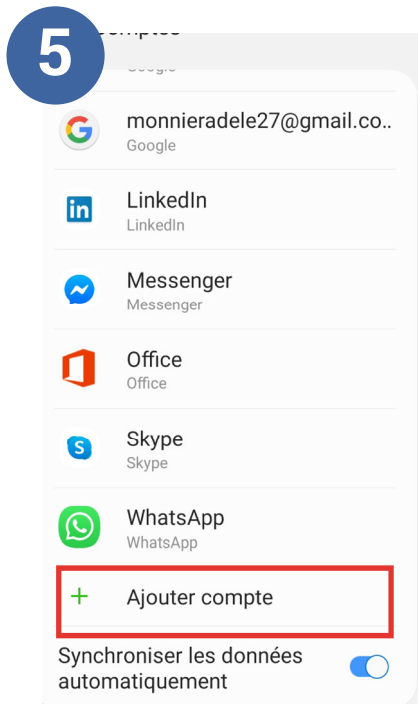 5
monnieradele27@gmail.co..
Google
LinkedIn
LinkedIn
Messenger
Messenger
Office
Office
Skype
Skype
WhatsApp
WhatsApp
+ Ajouter compte
Synchroniser les données
automatiquement